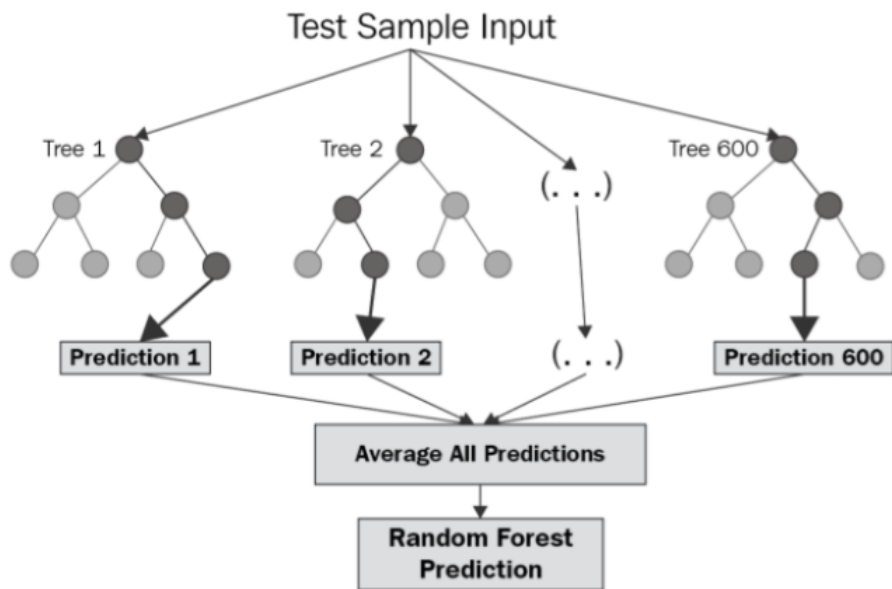 Test Sample Input
Tree 1
Tree 2
Tree 600
(. . .)
Prediction 1
Prediction 2
(. . .)
Prediction 600
Average All Predictions
Random Forest
Prediction